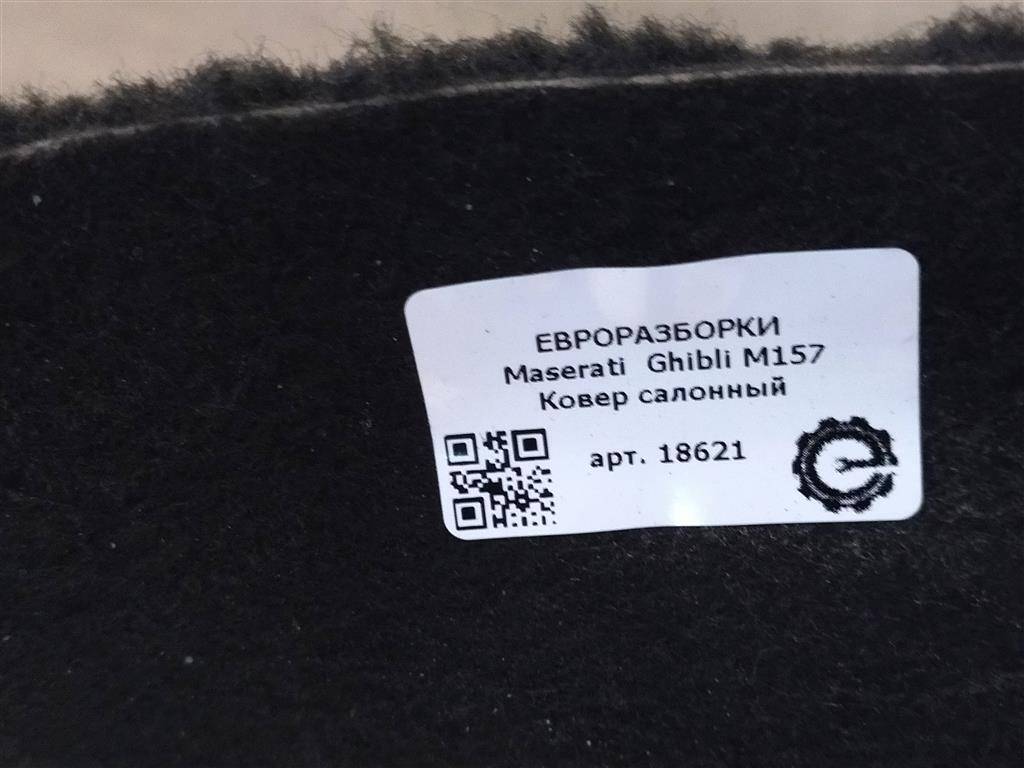 ЕВРОРАЗБОРКИ
Maserati Ghibli M157
Ковер салонный
арт. 18621